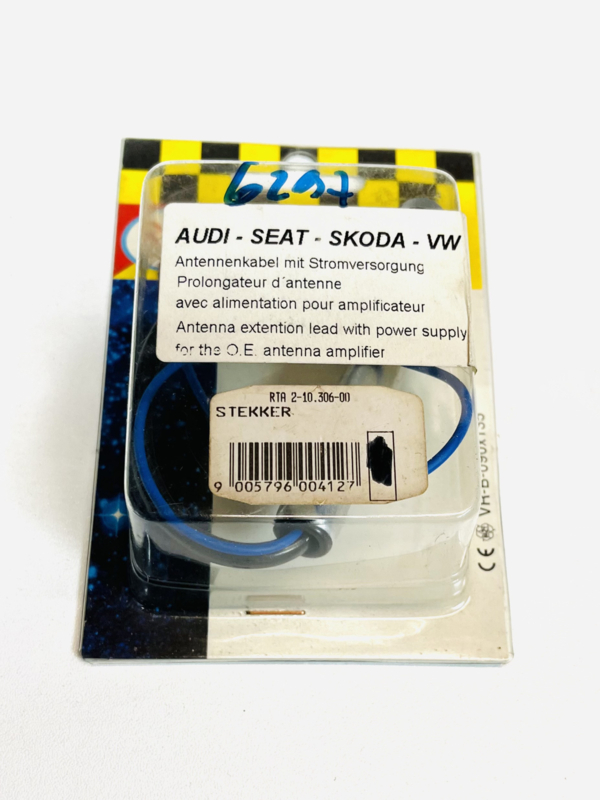 6297
AUDI - SEAT - SKODA - VW
Antennenkabel mit Stromversorgung
Prolongateur d´antenne
avec alimentation pour amplificateur
Antenna extention lead with power supply
for the O.E. antenna amplifier
RTA 2-10.306-00
STEKKER
9 005796 004127
CE